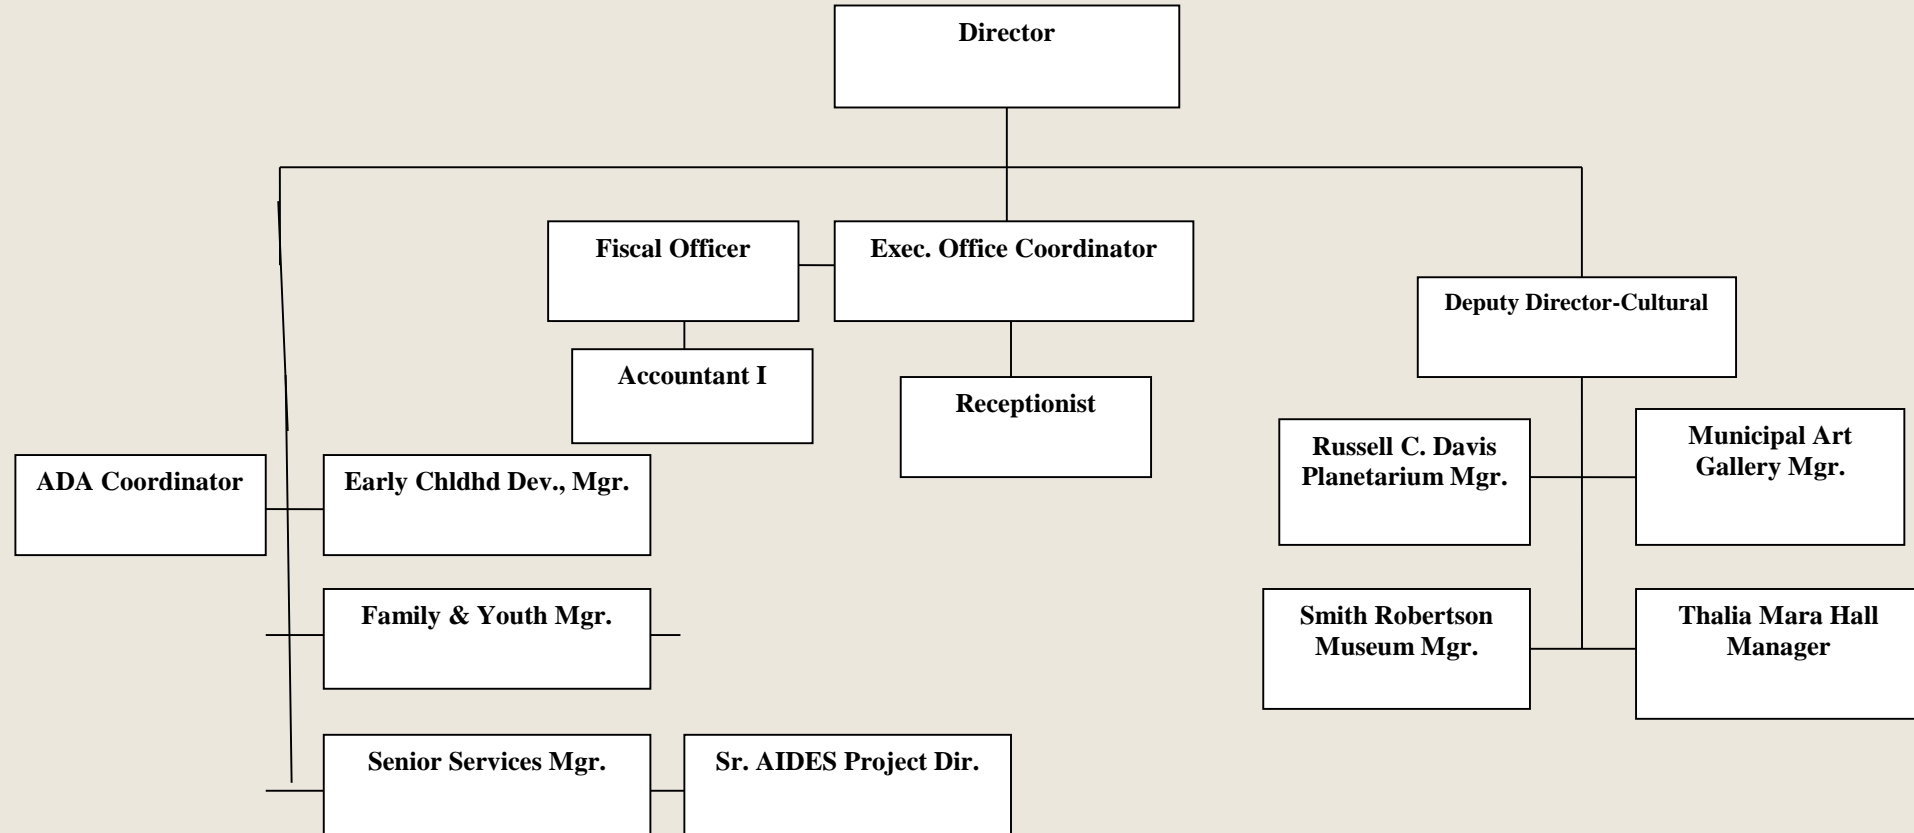 Director
Fiscal Officer
Exec. Office Coordinator
Deputy Director-Cultural
Accountant I
Receptionist
Russell C. Davis
Planetarium Mgr.
Municipal Art
Gallery Mgr.
ADA Coordinator
Early Chldhd Dev., Mgr.
Family & Youth Mgr.
Smith Robertson
Museum Mgr.
Thalia Mara Hall
Manager
Senior Services Mgr.
Sr. AIDES Project Dir.